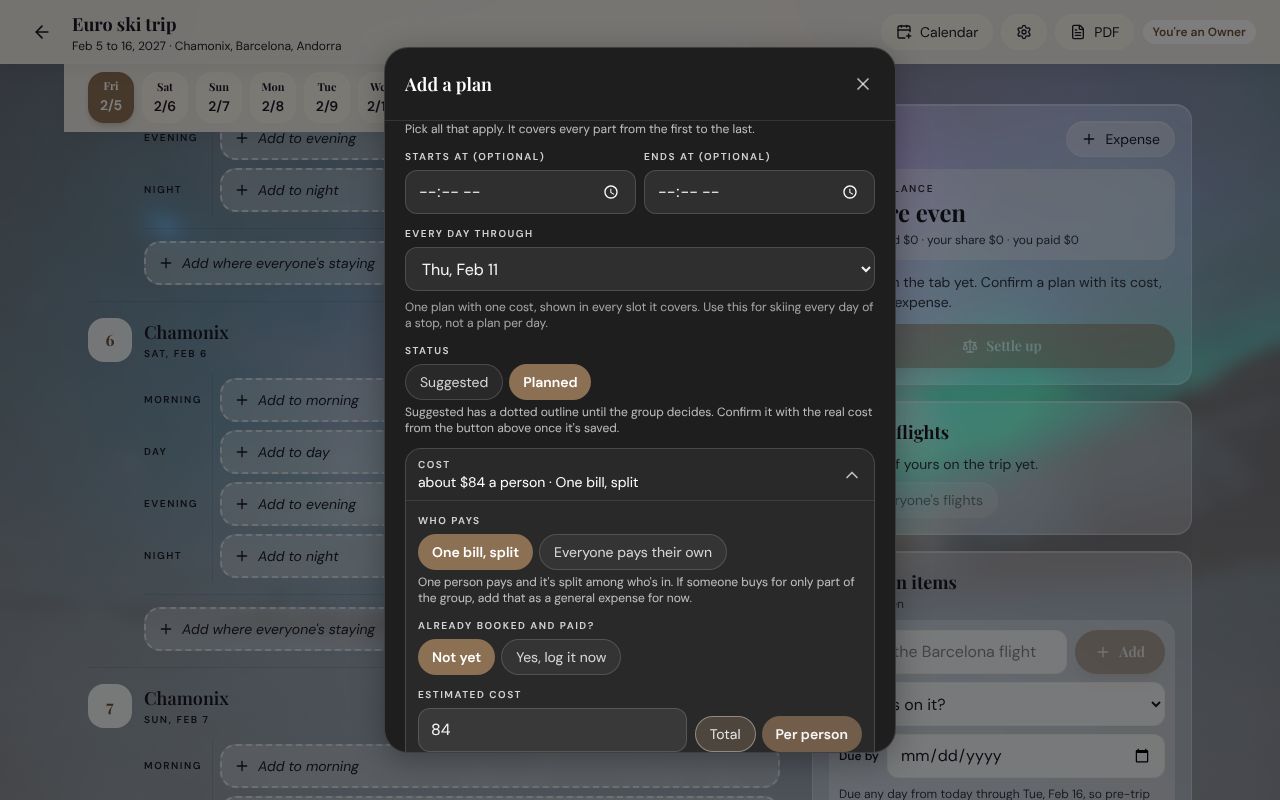 Euro ski trip
Feb 5 to 16, 2027 · Chamonix, Barcelona, Andorra
Calendar
PDF
You're an Owner
Fri
2/5
Sat
2/6
Sun
2/7
Mon
2/8
Tue
2/9
EVENING
Add to evening
NIGHT
Add to night
Add where everyone's staying
6
Chamonix
SAT, FEB 6
MORNING
Add to morning
DAY
Add to day
EVENING
Add to evening
NIGHT
Add to night
Add where everyone's staying
7
Chamonix
SUN, FEB 7
MORNING
Add to morning
Add a plan
Pick all that apply. It covers every part from the first to the last.
STARTS AT (OPTIONAL)
ENDS AT (OPTIONAL)
--:-- --
--:-- --
EVERY DAY THROUGH
Thu, Feb 11
One plan with one cost, shown in every slot it covers. Use this for skiing every day of
a stop, not a plan per day.
STATUS
Suggested
Planned
Suggested has a dotted outline until the group decides. Confirm it with the real cost
from the button above once it's saved.
COST
about $84 a person · One bill, split
WHO PAYS
One bill, split
Everyone pays their own
One person pays and it's split among who's in. If someone buys for only part of
the group, add that as a general expense for now.
ALREADY BOOKED AND PAID?
Not yet
Yes, log it now
ESTIMATED COST
84
Total
Per person
Expense
even
$0 · your share $0 · you paid $0
the tab yet. Confirm a plan with its cost,
expense.
Settle up
flights
of yours on the trip yet.
flights
items
the Barcelona flight
Add
on it?
Due by
mm/dd/yyyy
Due any day from today through Tue, Feb 16, so pre-trip